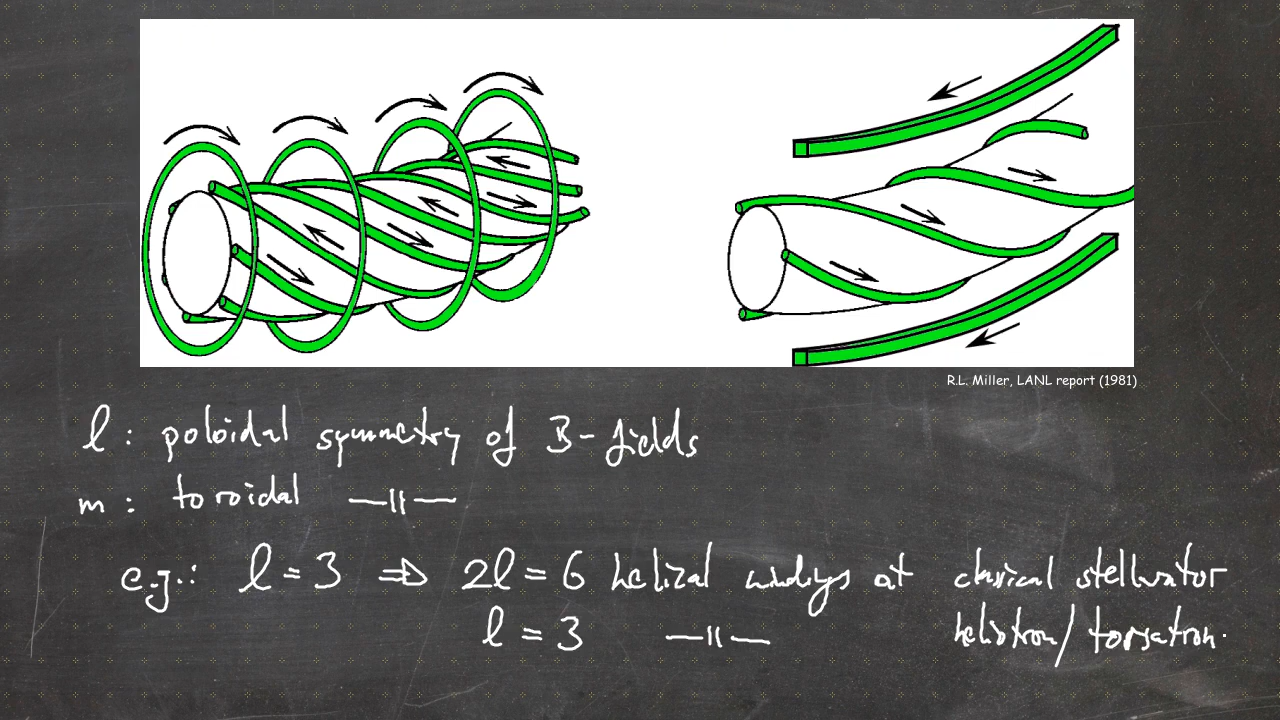 R.L. Miller, LANL report (1981)
l : poloidal symmetry of B-fields
m : toroidal —||—
e.g.: l = 3 ⇒ 2l = 6 helical windings at classical stellarator
l = 3 —||— heliotron/torsatron.